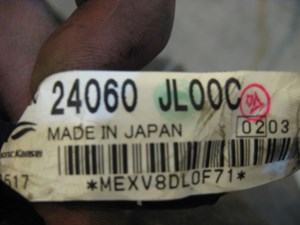 24060 JL00C
MADE IN JAPAN
0203
517
*MEXV8DL0F71*